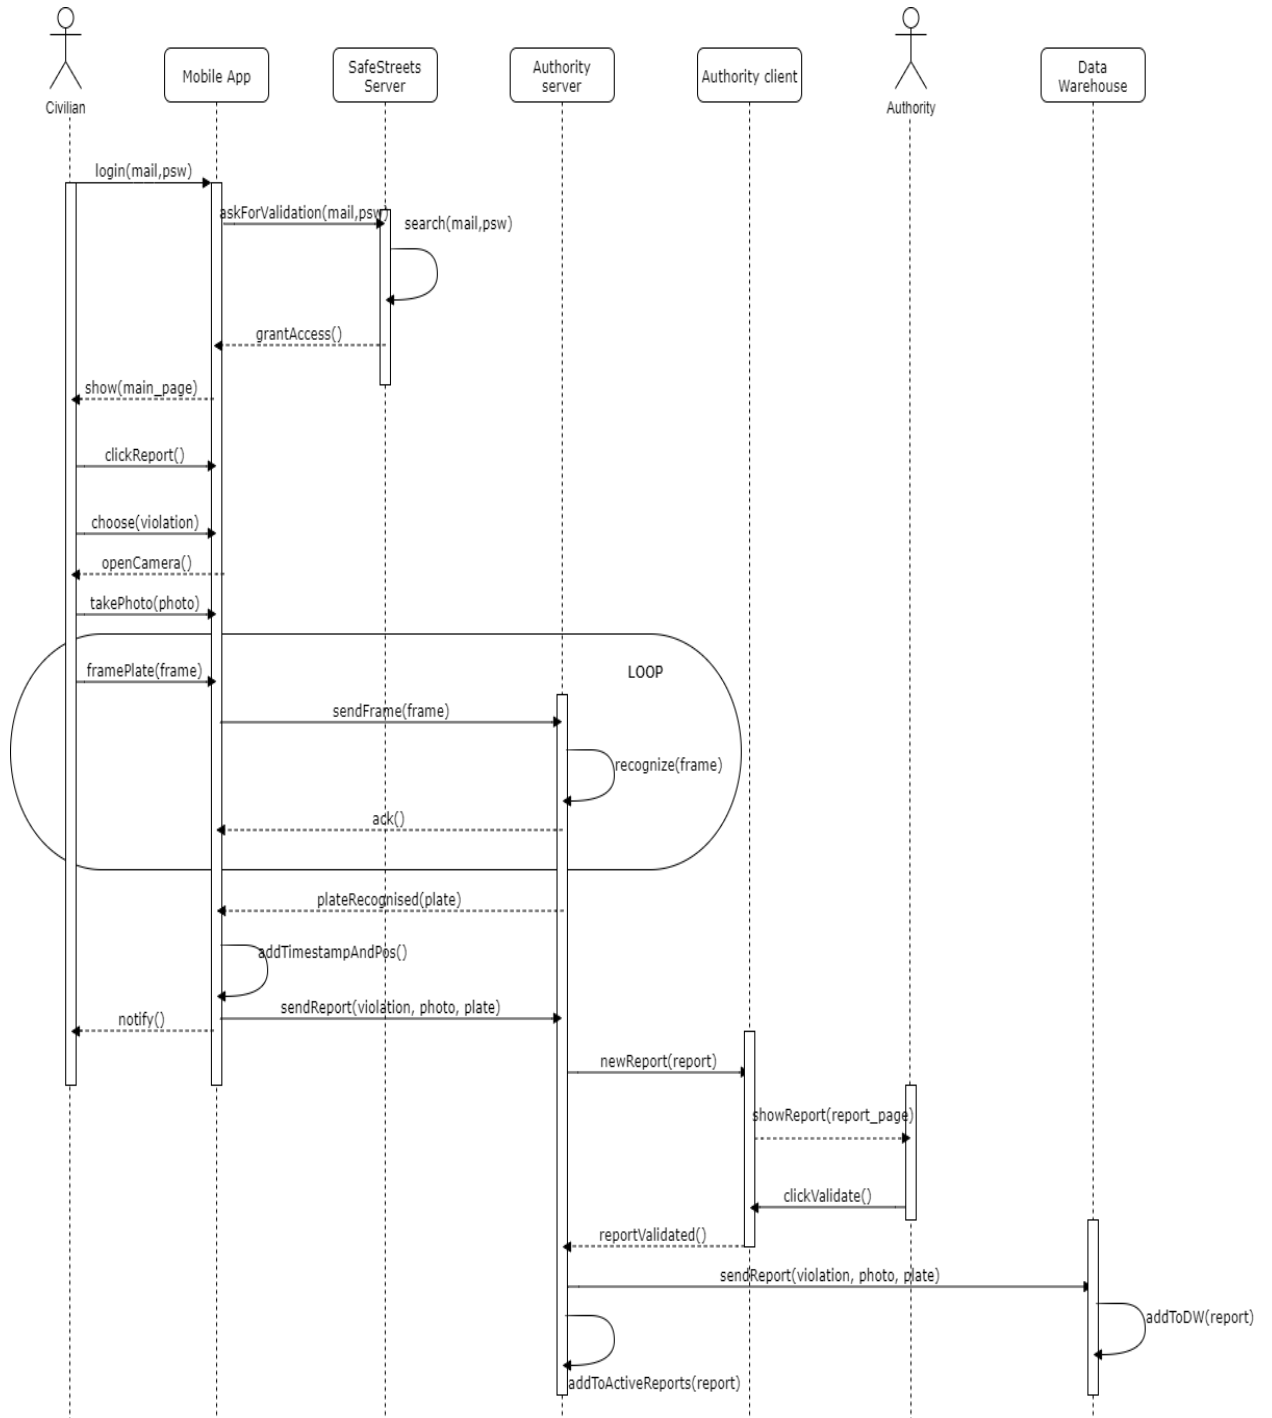 Civilian
Mobile App
SafeStreets
Server
Authority
server
Authority client
Authority
Data
Warehouse
login(mail,psw)
askForValidation(mail,psw)
search(mail,psw)
grantAccess()
show(main_page)
clickReport()
choose(violation)
openCamera()
takePhoto(photo)
LOOP
framePlate(frame)
sendFrame(frame)
recognize(frame)
ack()
plateRecognised(plate)
addTimestampAndPos()
sendReport(violation, photo, plate)
notify()
newReport(report)
showReport(report_page)
clickValidate()
reportValidated()
sendReport(violation, photo, plate)
addToDW(report)
addToActiveReports(report)